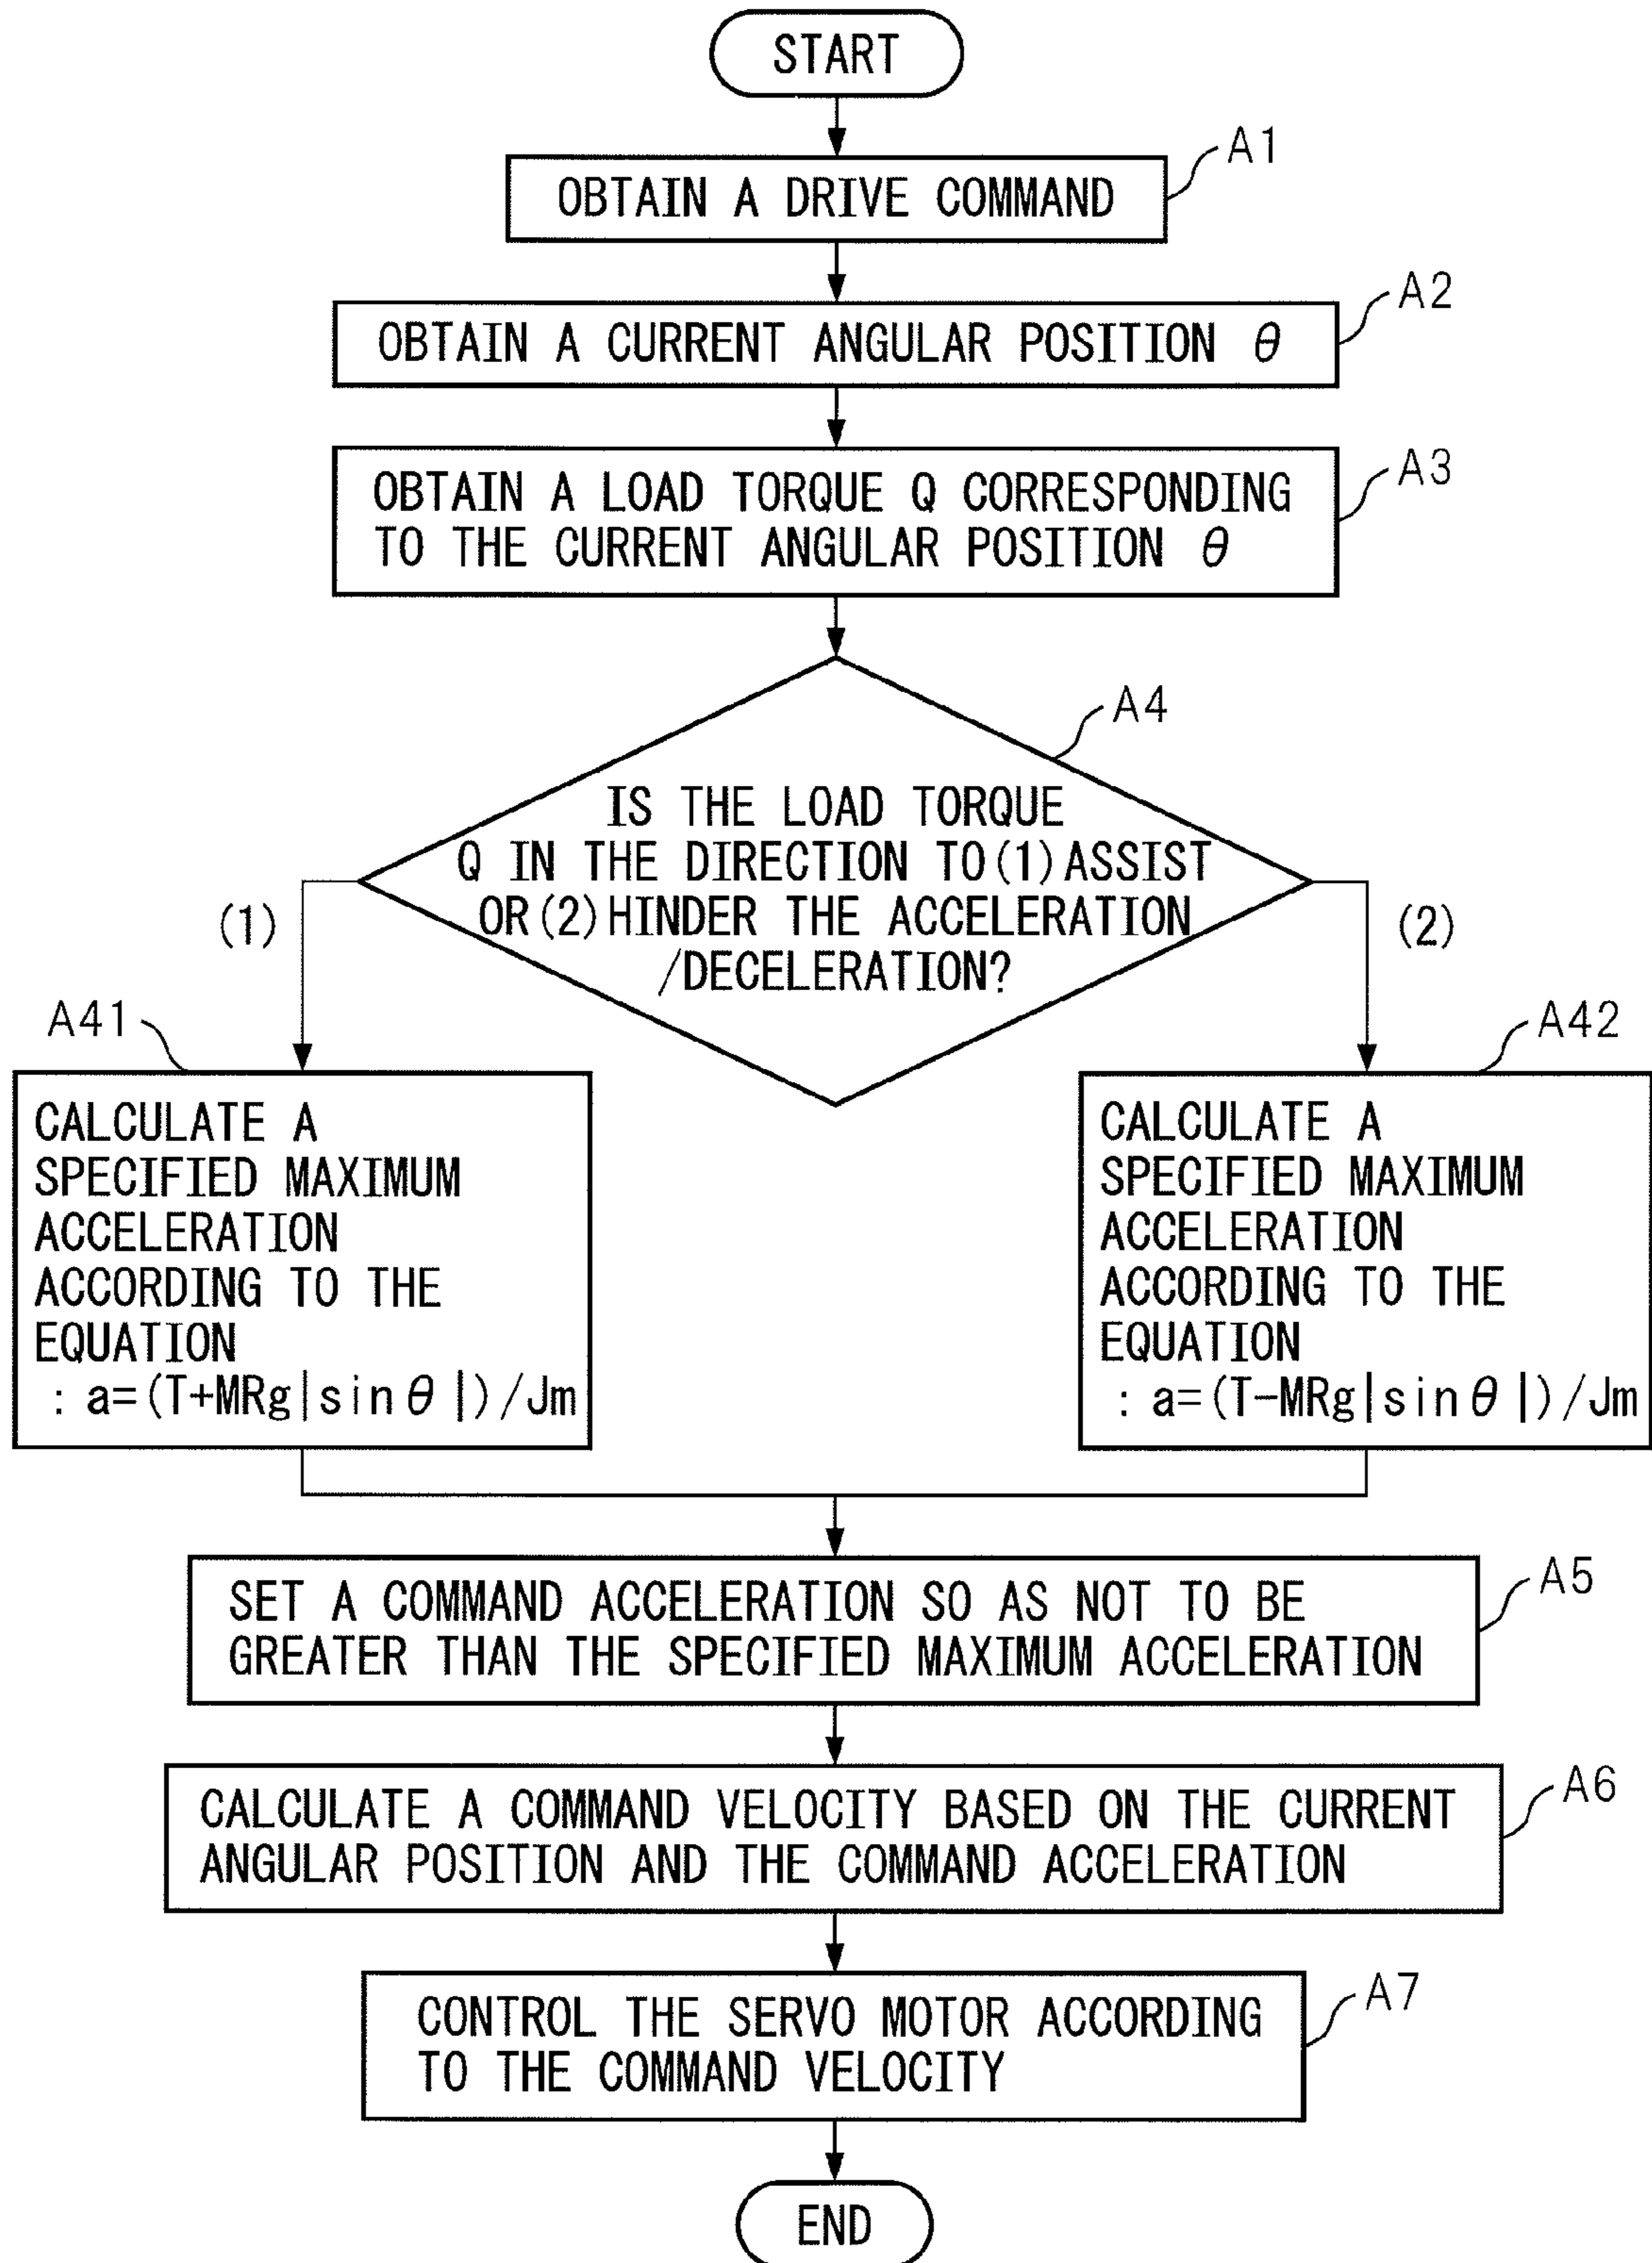 START
A1
OBTAIN A DRIVE COMMAND
A2
OBTAIN A CURRENT ANGULAR POSITION θ
A3
OBTAIN A LOAD TORQUE Q CORRESPONDING
TO THE CURRENT ANGULAR POSITION θ
A4
IS THE LOAD TORQUE
Q IN THE DIRECTION TO(1)ASSIST
OR(2)HINDER THE ACCELERATION
/DECELERATION?
(1)
(2)
A41
CALCULATE A
SPECIFIED MAXIMUM
ACCELERATION
ACCORDING TO THE
EQUATION
: a=(T+MRg|sinθ|)/Jm
A42
CALCULATE A
SPECIFIED MAXIMUM
ACCELERATION
ACCORDING TO THE
EQUATION
: a=(T-MRg|sinθ|)/Jm
A5
SET A COMMAND ACCELERATION SO AS NOT TO BE
GREATER THAN THE SPECIFIED MAXIMUM ACCELERATION
A6
CALCULATE A COMMAND VELOCITY BASED ON THE CURRENT
ANGULAR POSITION AND THE COMMAND ACCELERATION
A7
CONTROL THE SERVO MOTOR ACCORDING
TO THE COMMAND VELOCITY
END